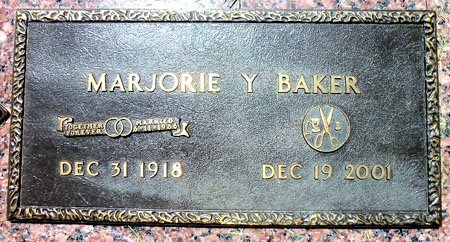 MARJORIE Y BAKER
TOGETHER
FOREVER
MARRIED
DEC 31 1918
DEC 19 2001